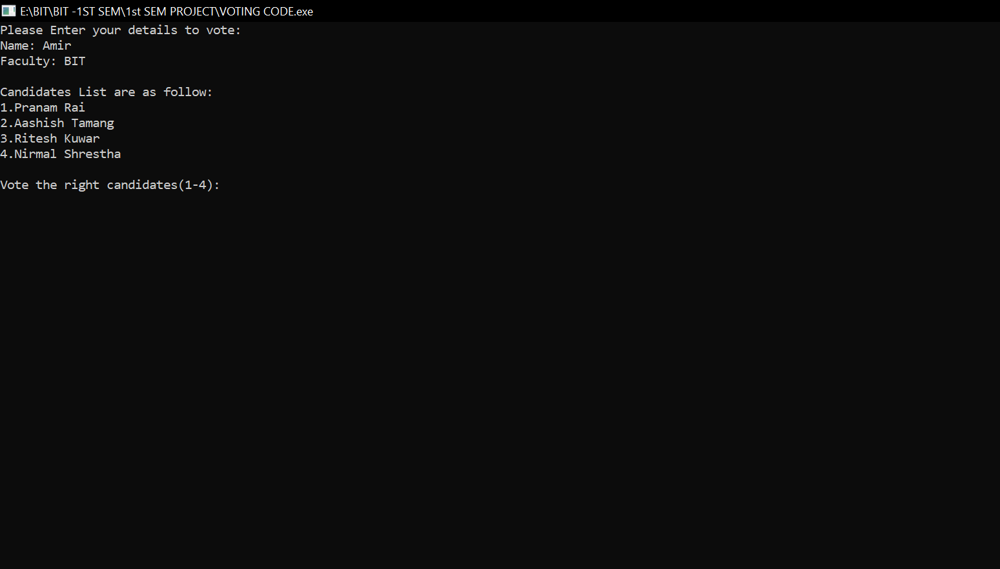 E:\BIT\BIT -1ST SEM\1st SEM PROJECT\VOTING CODE.exe
Please Enter your details to vote:
Name: Amir
Faculty: BIT
Candidates List are as follow:
1.Pranam Rai
2.Aashish Tamang
3.Ritesh Kuwar
4.Nirmal Shrestha
Vote the right candidates(1-4):